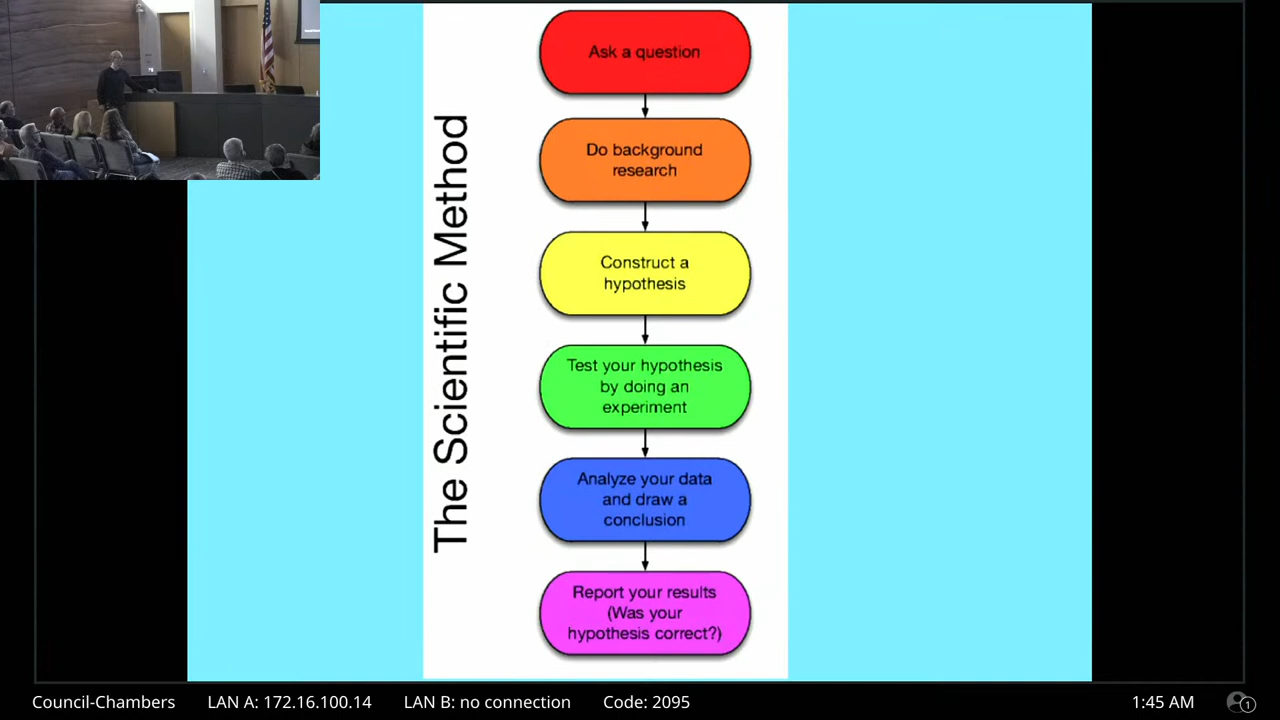 The Scientific Method
Ask a question
Do background
research
Construct a
hypothesis
Test your hypothesis
by doing an
experiment
Analyze your data
and draw a
conclusion
Report your results
(Was your
hypothesis correct?)
Council-Chambers LAN A: 172.16.100.14 LAN B: no connection Code: 2095 1:45 AM 1